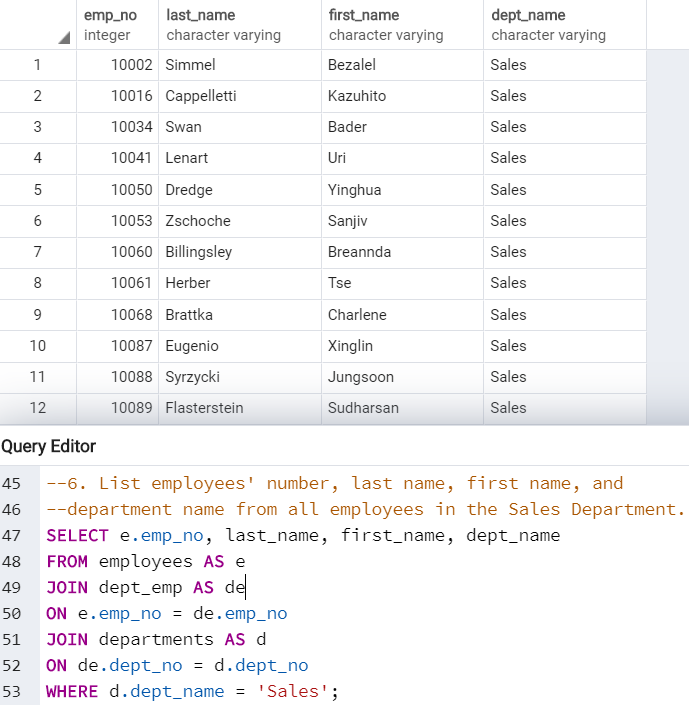 emp_no last_name first_name dept_name
integer character varying character varying character varying
1 10002 Simmel Bezalel Sales
2 10016 Cappelletti Kazuhito Sales
3 10034 Swan Bader Sales
4 10041 Lenart Uri Sales
5 10050 Dredge Yinghua Sales
6 10053 Zschoche Sanjiv Sales
7 10060 Billingsley Breannda Sales
8 10061 Herber Tse Sales
9 10068 Brattka Charlene Sales
10 10087 Eugenio Xinglin Sales
11 10088 Syrzycki Jungsoon Sales
12 10089 Flasterstein Sudharsan Sales
Query Editor
45 --6. List employees' number, last name, first name, and
46 --department name from all employees in the Sales Department.
47 SELECT e.emp_no, last_name, first_name, dept_name
48 FROM employees AS e
49 JOIN dept_emp AS de
50 ON e.emp_no = de.emp_no
51 JOIN departments AS d
52 ON de.dept_no = d.dept_no
53 WHERE d.dept_name = 'Sales';